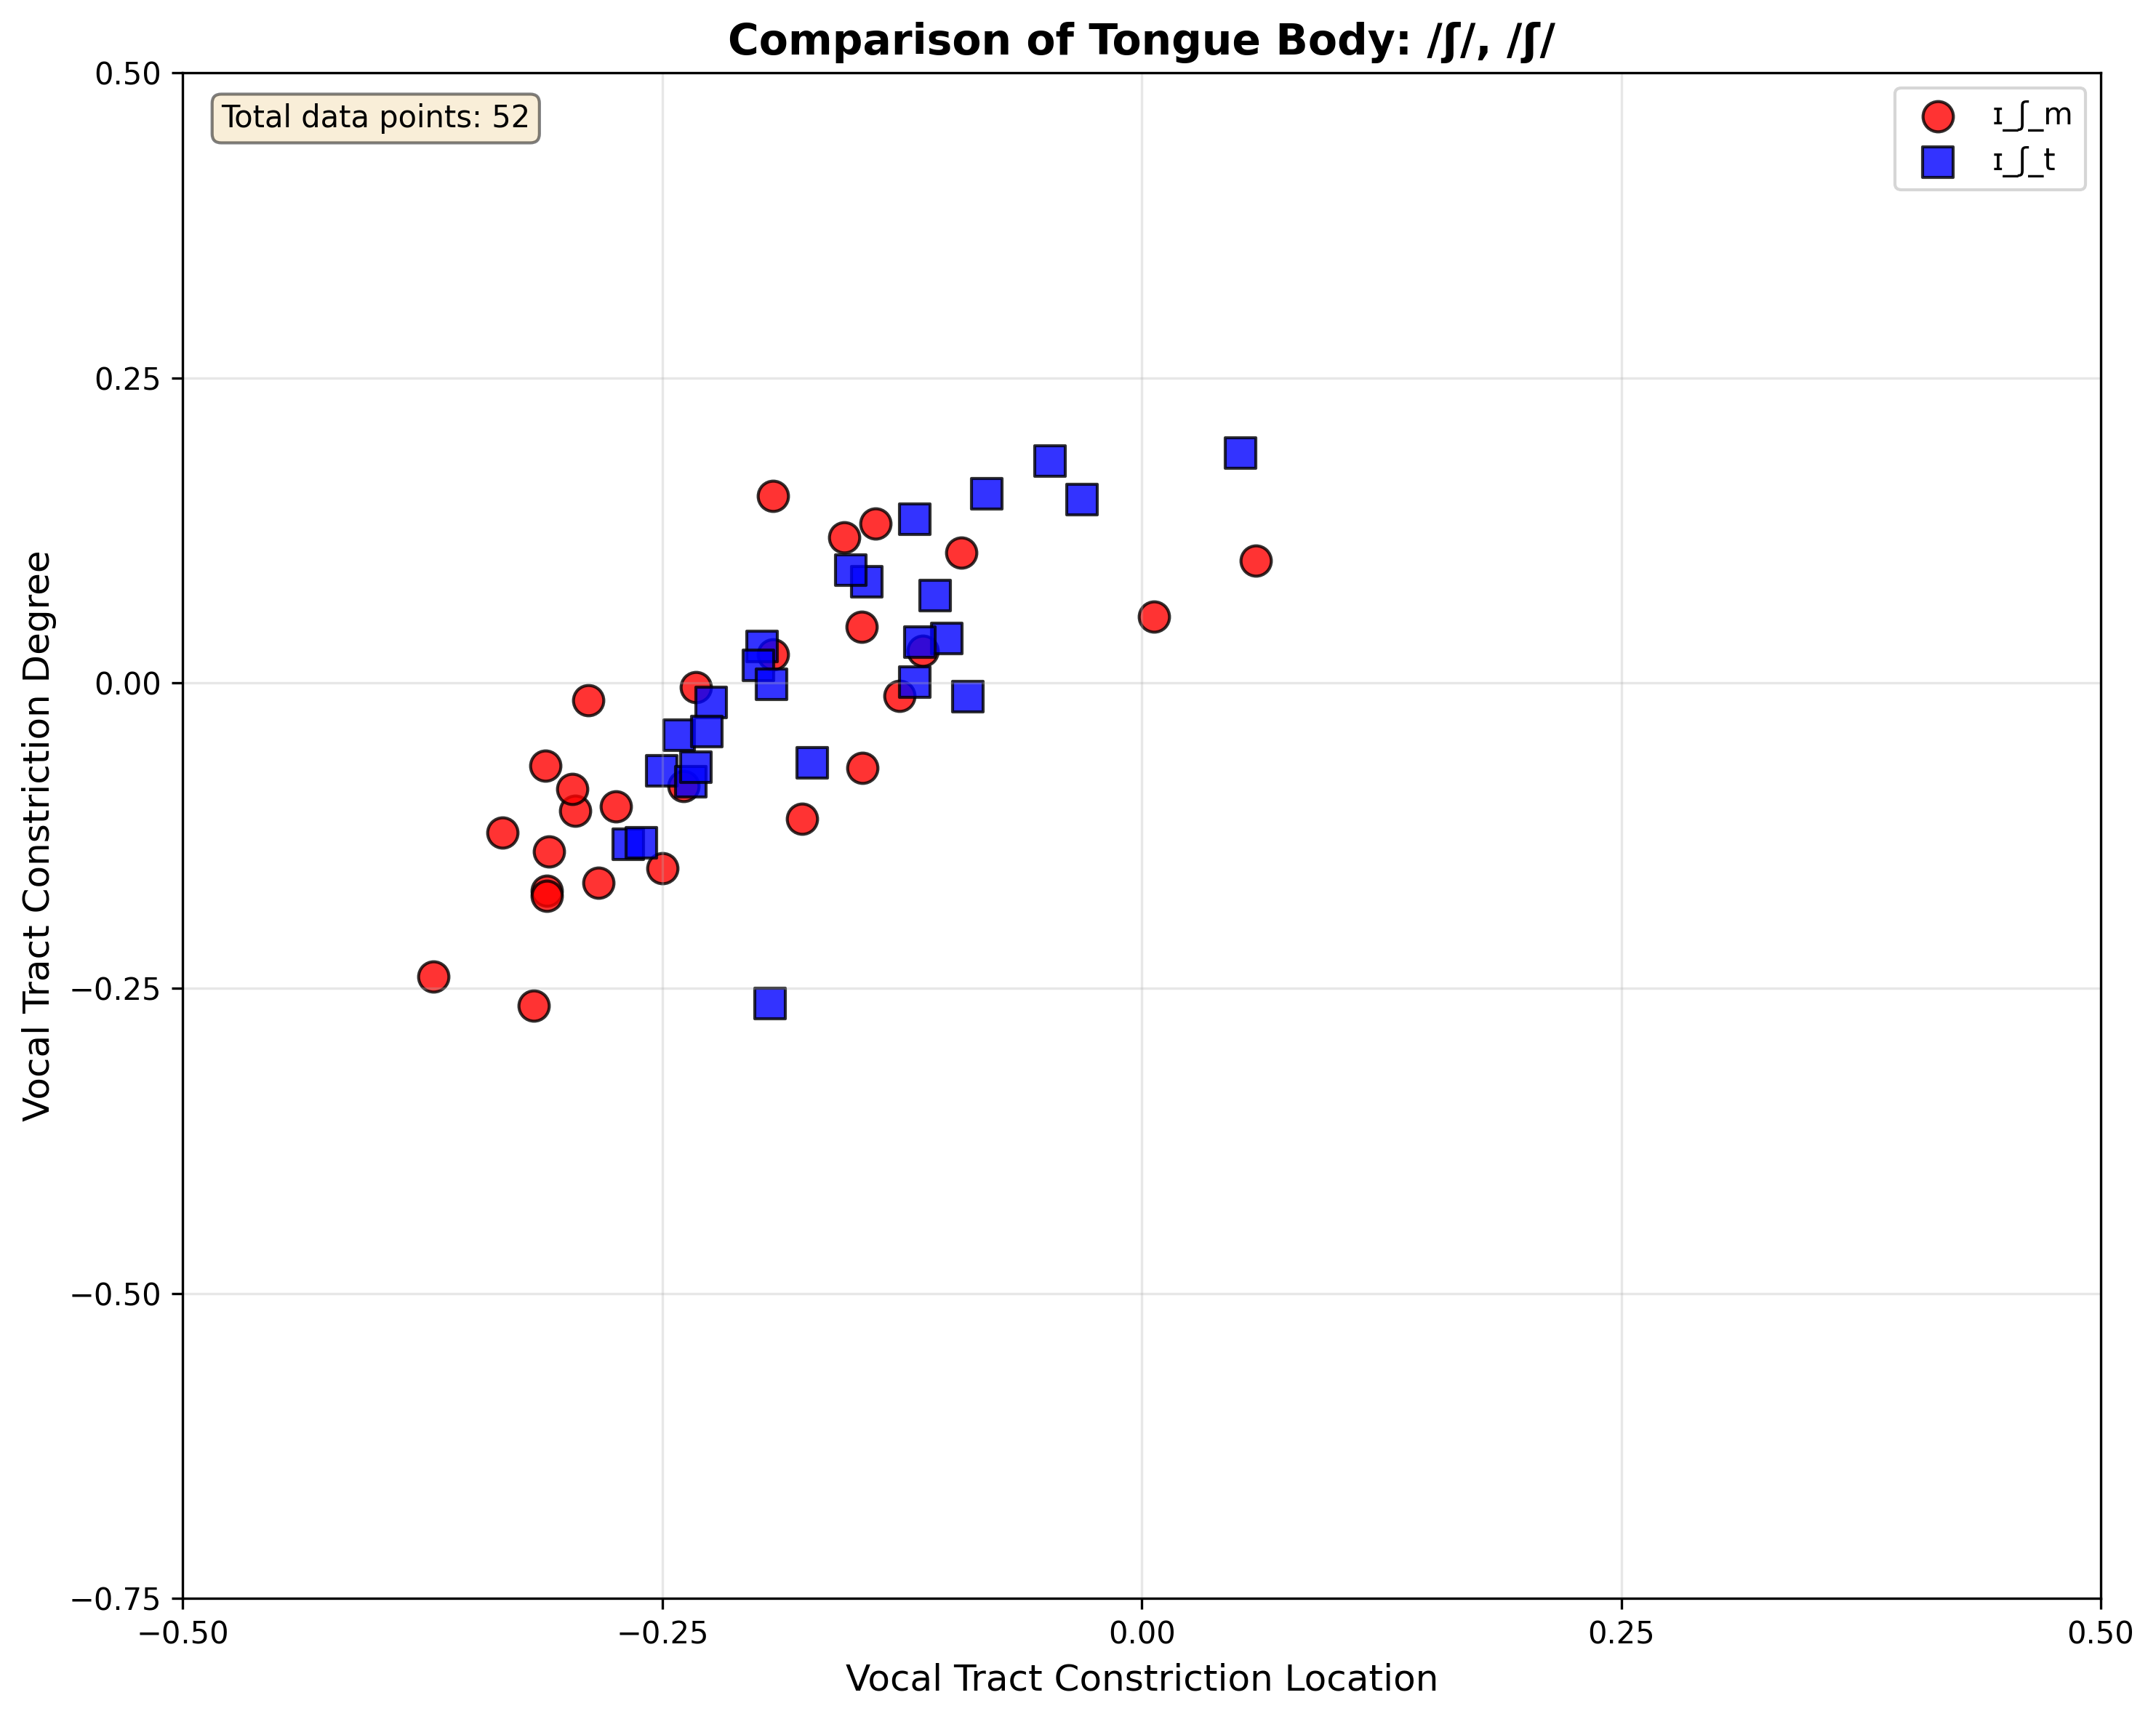 Comparison of Tongue Body: /ʃ/, /ʃ/
Total data points: 52
ɪ_ʃ_m
ɪ_ʃ_t
Vocal Tract Constriction Degree
0.50
0.25
0.00
−0.25
−0.50
−0.75
−0.50
−0.25
0.00
0.25
0.50
Vocal Tract Constriction Location